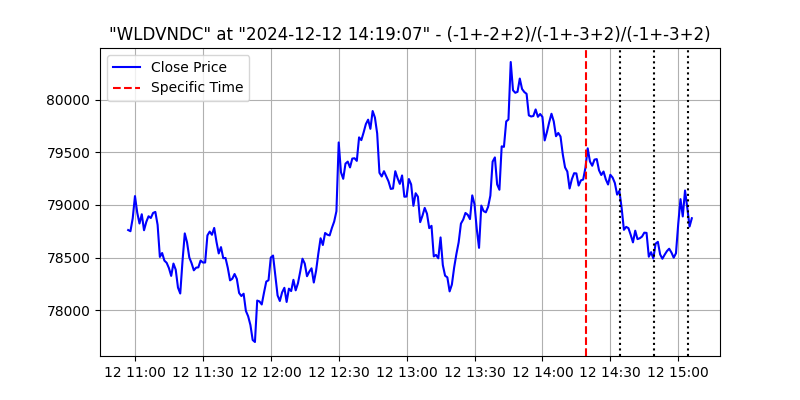 "WLDVNDC" at "2024-12-12 14:19:07" - (-1+-2+2)/(-1+-3+2)/(-1+-3+2)
Close Price
Specific Time
80000
79500
79000
78500
78000
12 11:00 12 11:30 12 12:00 12 12:30 12 13:00 12 13:30 12 14:00 12 14:30 12 15:00